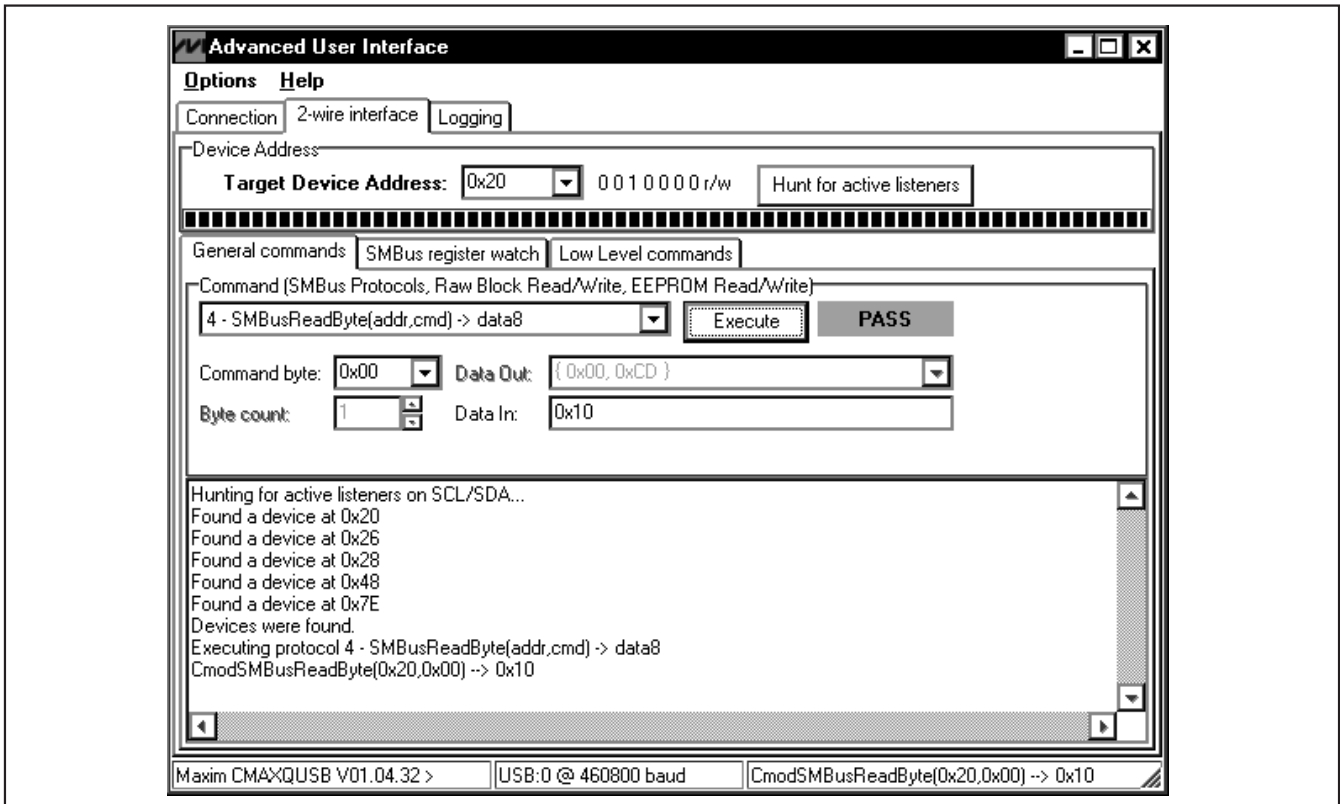 Advanced User Interface
Options Help
Connection 2-wire interface Logging
Device Address
Target Device Address: 0x20 0 0 1 0 0 0 0 r/w Hunt for active listeners
General commands SMBus register watch Low Level commands
Command (SMBus Protocols, Raw Block Read/Write, EEPROM Read/Write)
4 - SMBusReadByte(addr,cmd) -> data8 Execute PASS
Command byte: 0x00 Data Out: { 0x00, 0xCD }
Byte count: 1 Data In: 0x10
Hunting for active listeners on SCL/SDA...
Found a device at 0x20
Found a device at 0x26
Found a device at 0x28
Found a device at 0x48
Found a device at 0x7E
Devices were found.
Executing protocol 4 - SMBusReadByte(addr,cmd) -> data8
CmodSMBusReadByte(0x20,0x00) --> 0x10
Maxim CMAXQUSB V01.04.32 > USB:0 @ 460800 baud CmodSMBusReadByte(0x20,0x00) --> 0x10